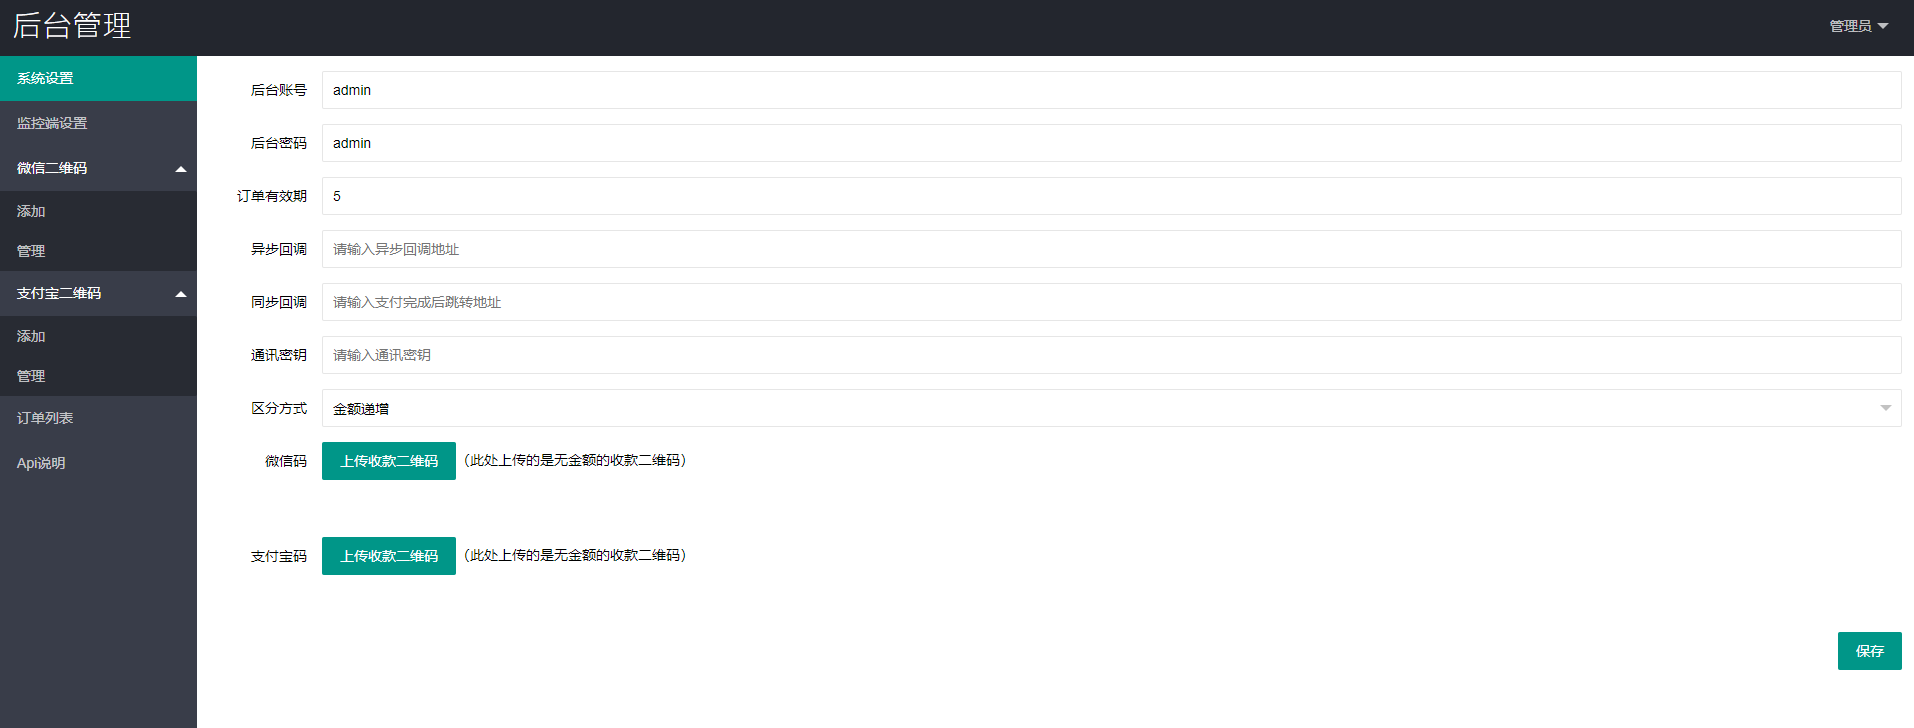 后台管理
管理员
系统设置
监控端设置
微信二维码
添加
管理
支付宝二维码
添加
管理
订单列表
Api说明
后台账号 admin
后台密码 admin
订单有效期 5
异步回调 请输入异步回调地址
同步回调 请输入支付完成后跳转地址
通讯密钥 请输入通讯密钥
区分方式 金额递增
微信码 上传收款二维码 (此处上传的是无金额的收款二维码)
支付宝码 上传收款二维码 (此处上传的是无金额的收款二维码)
保存